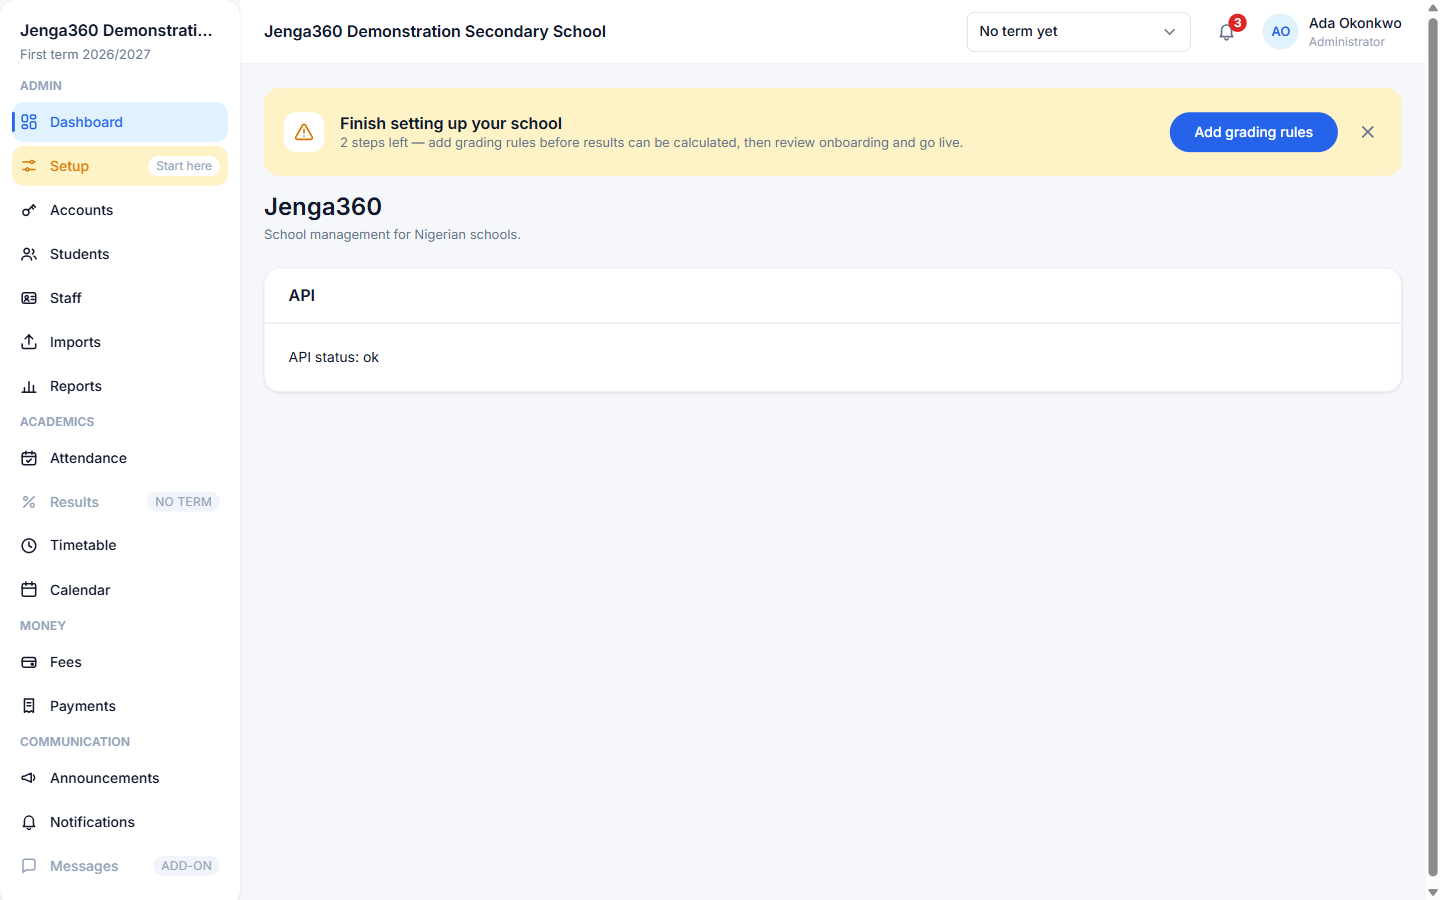 Jenga360 Demonstrati...
First term 2026/2027
ADMIN
Dashboard
Setup Start here
Accounts
Students
Staff
Imports
Reports
ACADEMICS
Attendance
Results NO TERM
Timetable
Calendar
MONEY
Fees
Payments
COMMUNICATION
Announcements
Notifications
Messages ADD-ON
Jenga360 Demonstration Secondary School
No term yet
3
AO
Ada Okonkwo
Administrator
Finish setting up your school
2 steps left — add grading rules before results can be calculated, then review onboarding and go live.
Add grading rules
Jenga360
School management for Nigerian schools.
API
API status: ok